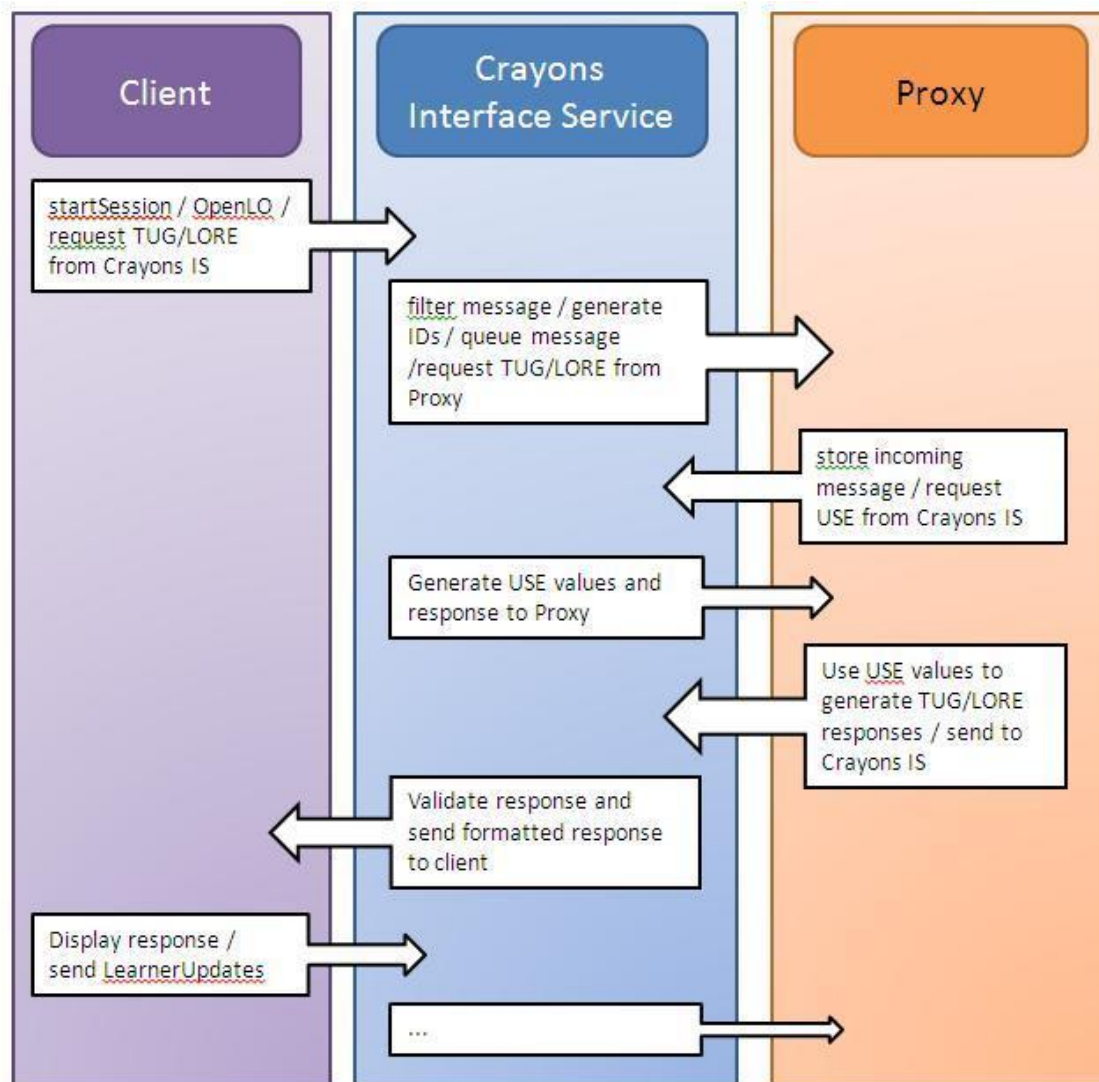 Client
Crayons
Interface Service
Proxy
startSession / OpenLO /
request TUG/LORE
from Crayons IS
filter message / generate
IDs / queue message
/request TUG/LORE from
Proxy
store incoming
message / request
USE from Crayons IS
Generate USE values and
response to Proxy
Use USE values to
generate TUG/LORE
responses / send to
Crayons IS
Validate response and
send formatted response
to client
Display response /
send LearnerUpdates
...